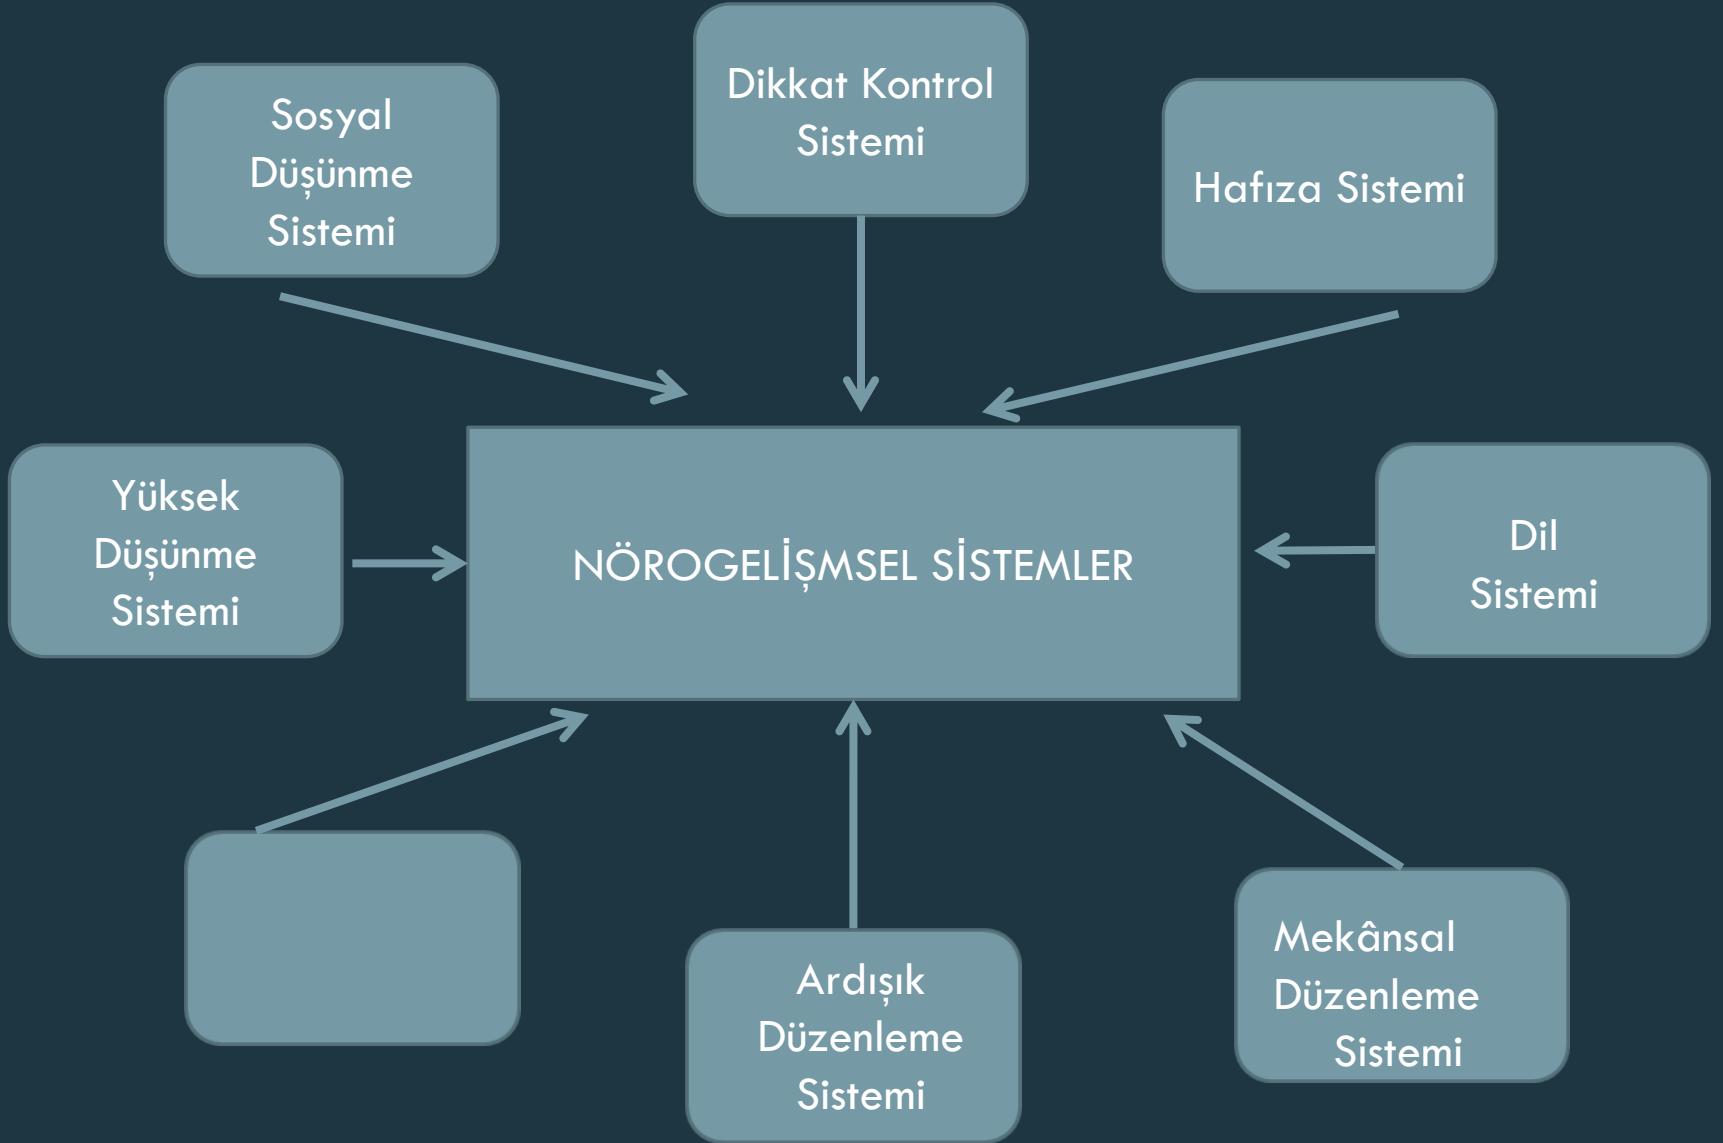 Dikkat Kontrol
Sistemi
Sosyal
Düşünme
Sistemi
Hafıza Sistemi
Yüksek
Düşünme
Sistemi
NÖROGELİŞMSEL SİSTEMLER
Dil
Sistemi
Ardışık
Düzenleme
Sistemi
Mekânsal
Düzenleme
Sistemi